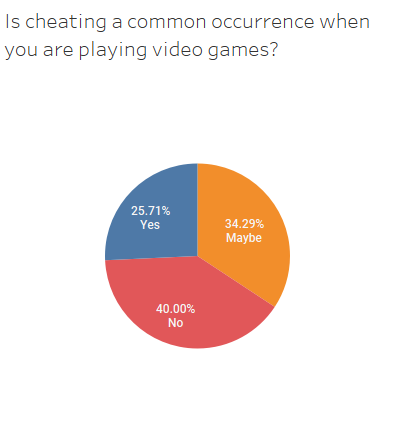 Is cheating a common occurrence when
you are playing video games?
25.71%
Yes
34.29%
Maybe
40.00%
No